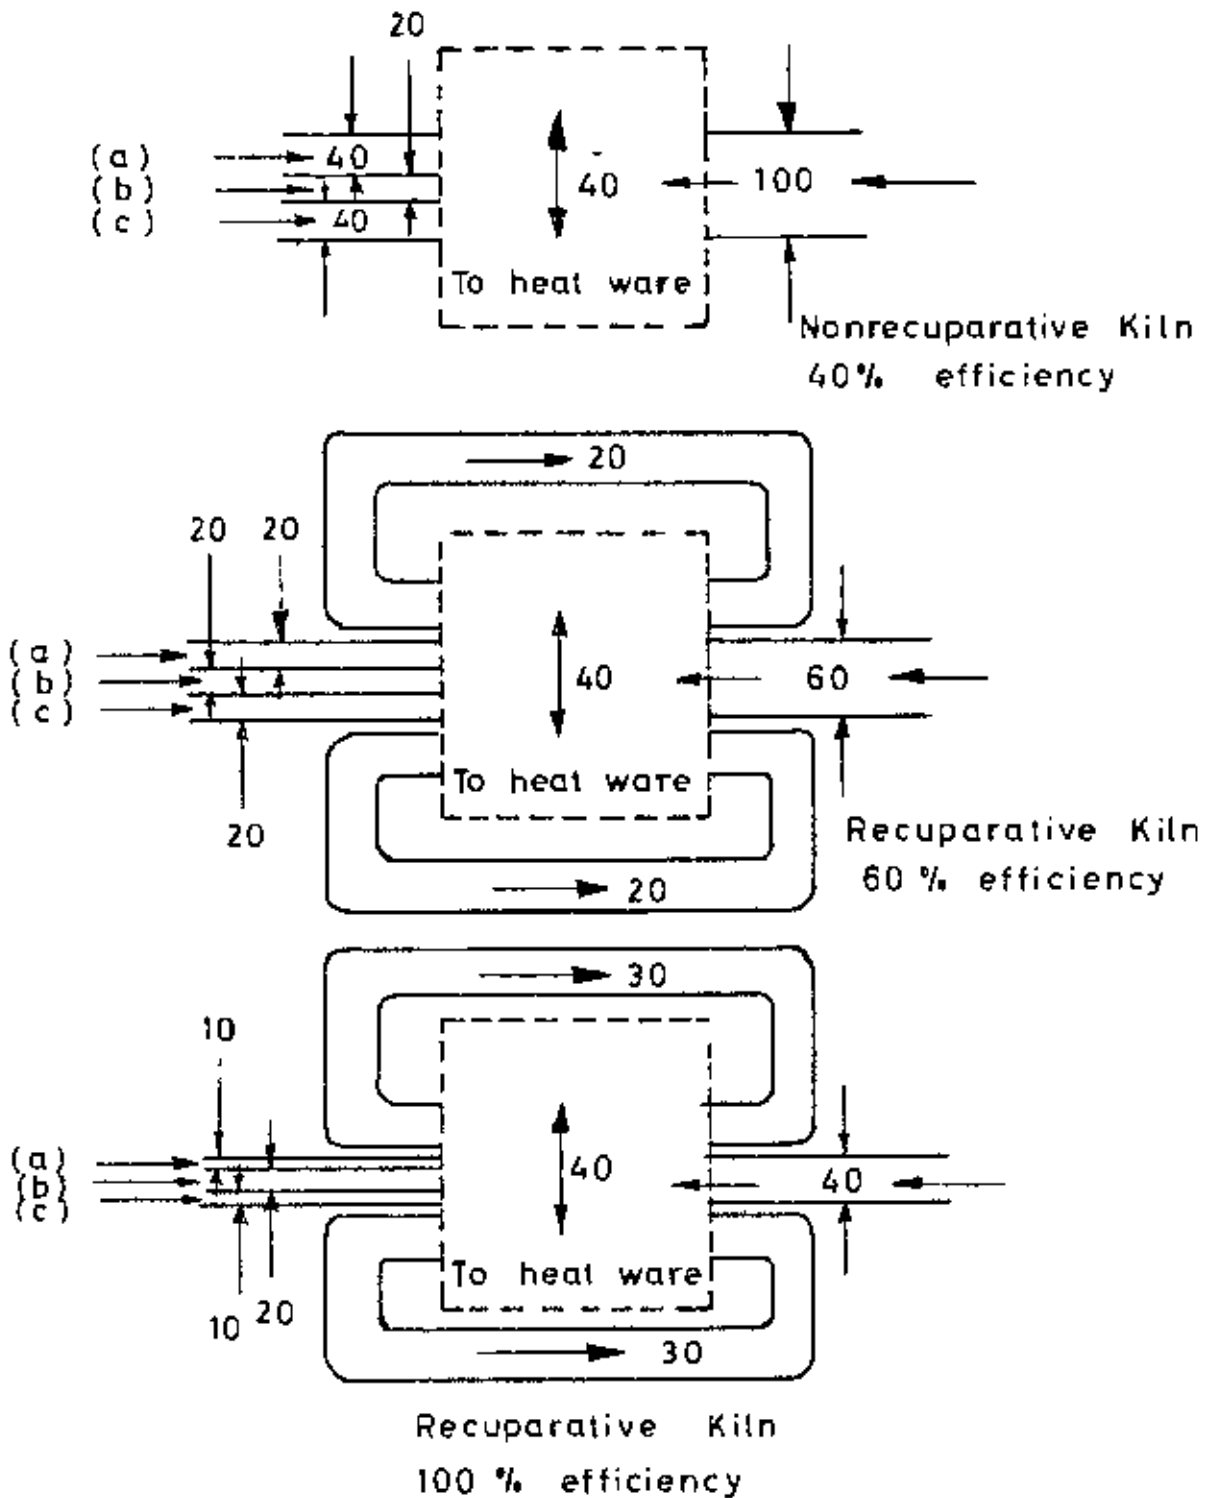 20
(a) 40
(b) 40 100
(c) 40
To heat ware
Nonrecuparative Kiln
40% efficiency
20
20 20
(a)
(b) 40 60
(c)
To heat ware
20
Recuparative Kiln
60 % efficiency
20
30
10
(a)
(b) 40 40
(c)
To heat ware
10 20
30
Recuparative Kiln
100 % efficiency